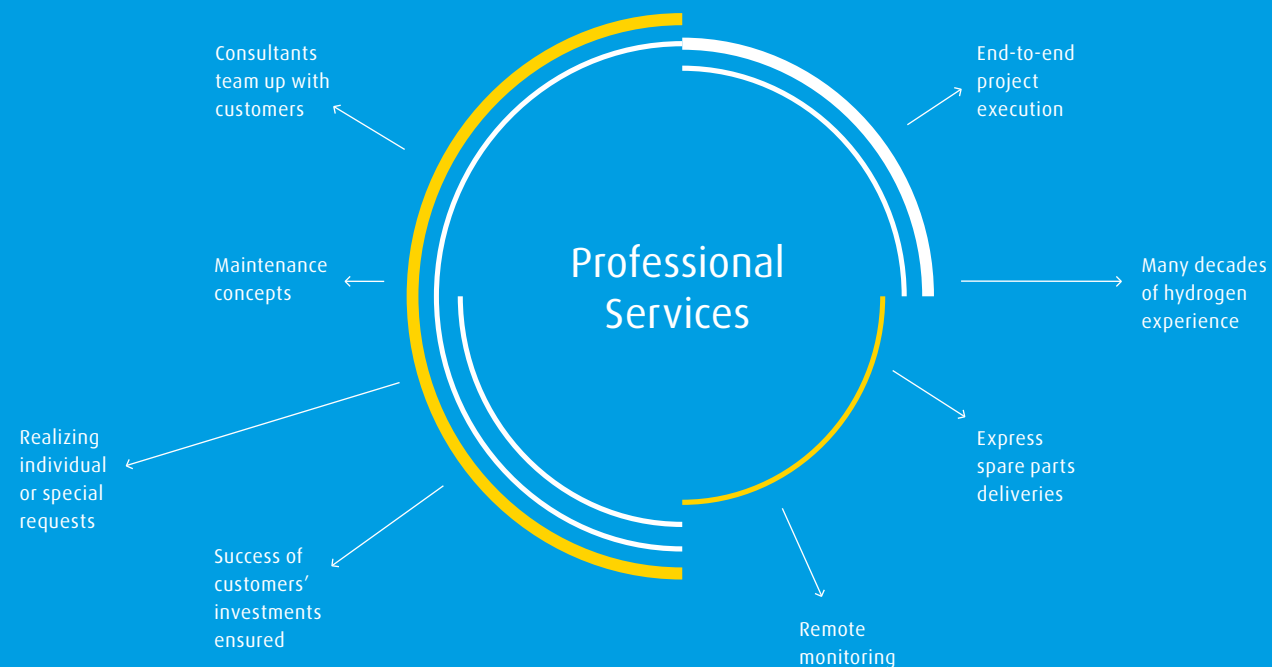 Consultants
team up with
customers
End-to-end
project
execution
Professional
Services
Maintenance
concepts
Many decades
of hydrogen
experience
Realizing
individual
or special
requests
Express
spare parts
deliveries
Success of
customers’
investments
ensured
Remote
monitoring